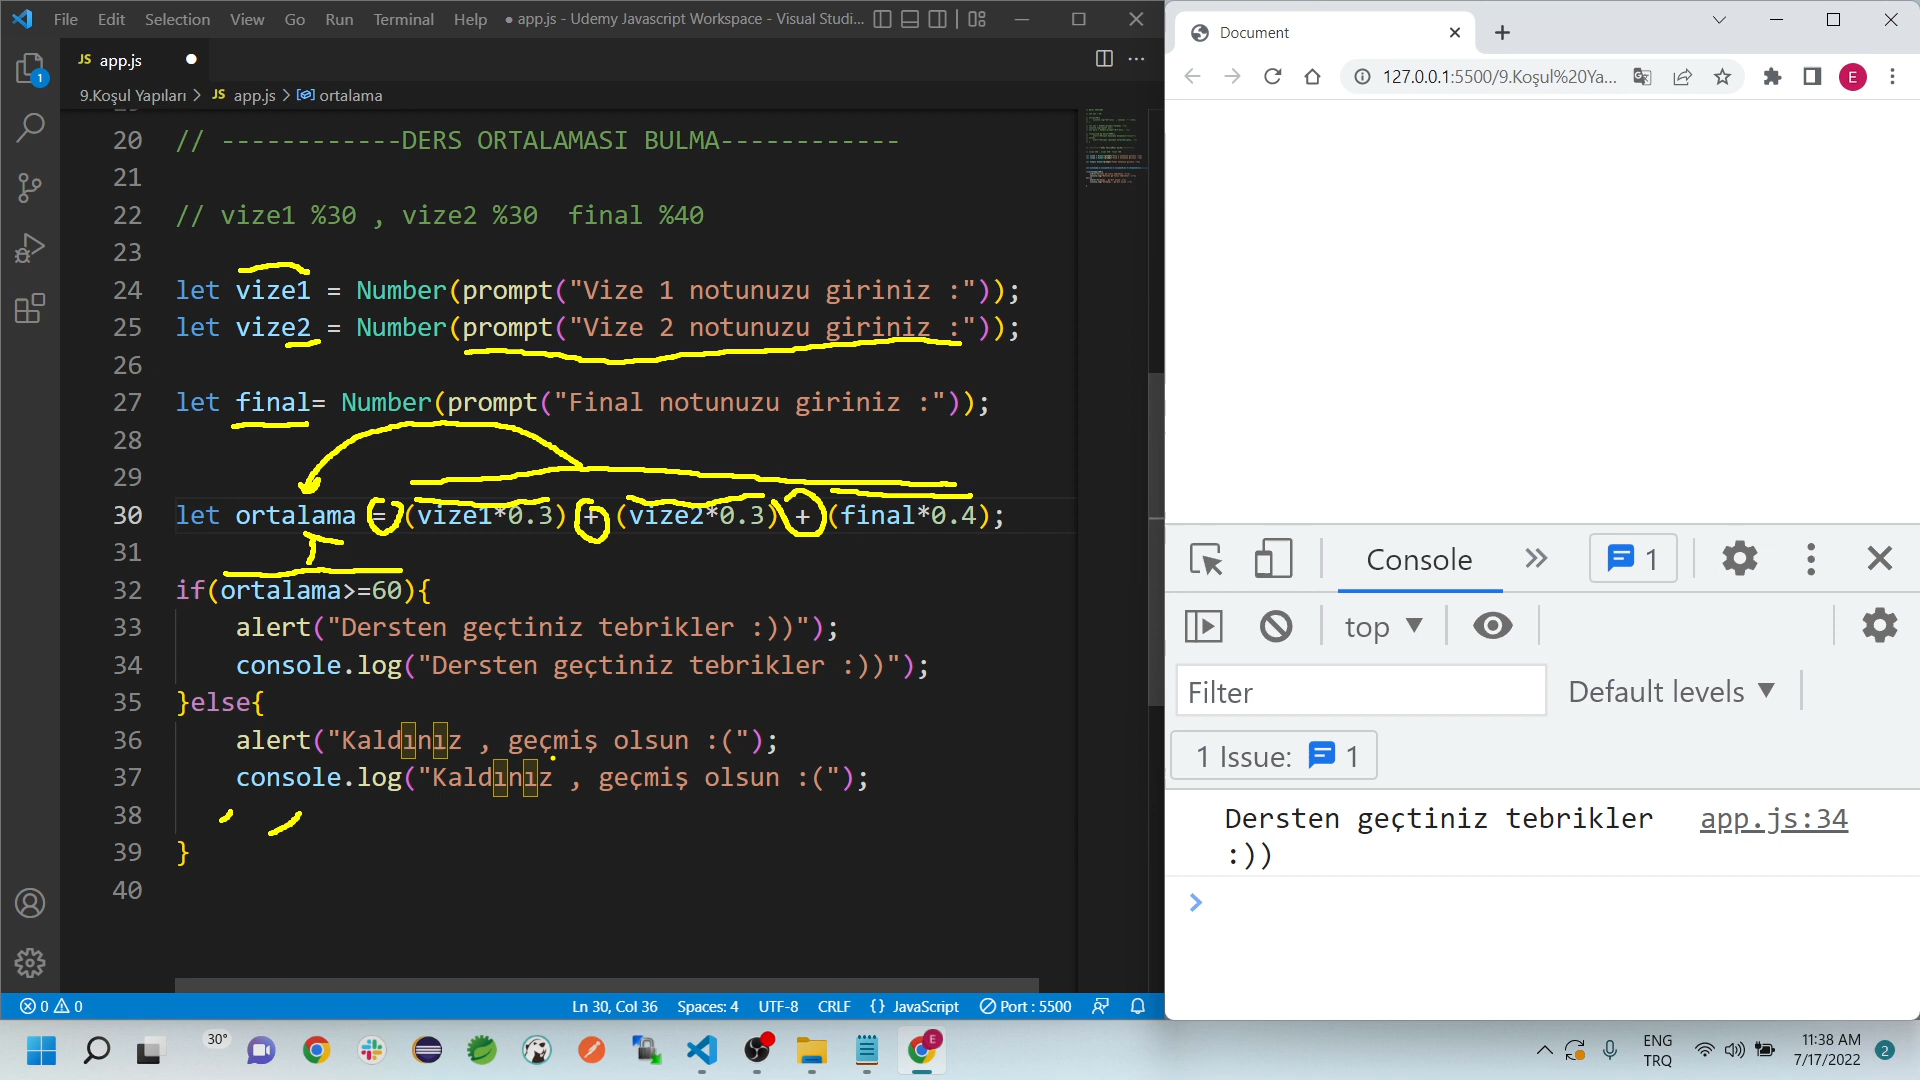 File Edit Selection View Go Run Terminal Help ● app.js - Udemy Javascript Workspace - Visual Studi...
JS app.js ●
9.Koşul Yapıları > JS app.js > ortalama
20 // ------------DERS ORTALAMASI BULMA------------
21
22 // vize1 %30 , vize2 %30  final %40
23
24 let vize1 = Number(prompt("Vize 1 notunuzu giriniz :"));
25 let vize2 = Number(prompt("Vize 2 notunuzu giriniz :"));
26
27 let final= Number(prompt("Final notunuzu giriniz :"));
28
29
30 let ortalama = (vize1*0.3) + (vize2*0.3) + (final*0.4);
31
32 if(ortalama>=60){
33     alert("Dersten geçtiniz tebrikler :))");
34     console.log("Dersten geçtiniz tebrikler :))");
35 }else{
36     alert("Kaldınız , geçmiş olsun :(");
37     console.log("Kaldınız , geçmiş olsun :(");
38
39 }
40
1
0 0 Ln 30, Col 36 Spaces: 4 UTF-8 CRLF {} JavaScript Port : 5500
Document
127.0.0.1:5500/9.Koşul%20Ya... E
Console 1
top
Filter Default levels
1 Issue: 1
Dersten geçtiniz tebrikler app.js:34
:))
30° E ENG 11:38 AM
TRQ 7/17/2022 2